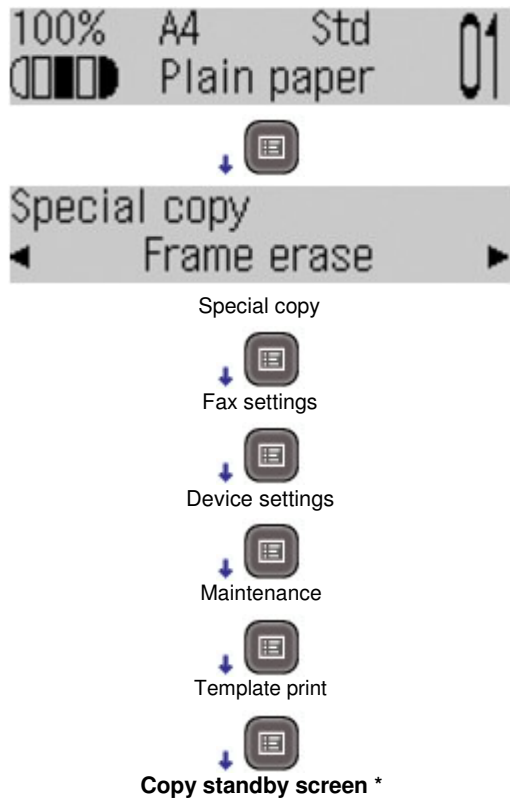 100% A4 Std 01
Plain paper
Special copy
Frame erase
Special copy
Fax settings
Device settings
Maintenance
Template print
Copy standby screen *